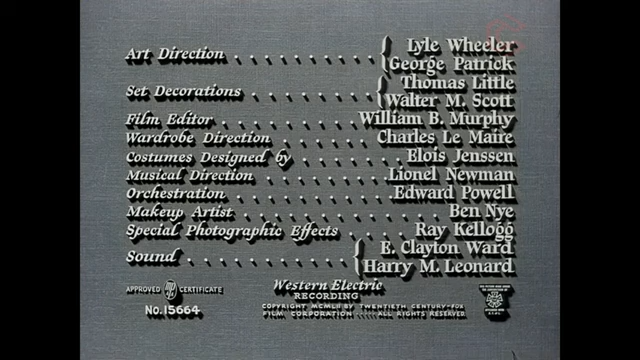 Art Direction . . . . . . . . . . . { Lyle Wheeler
George Patrick
Set Decorations . . . . . . . . . . { Thomas Little
Walter M. Scott
Film Editor . . . . . . . . . . . William B. Murphy
Wardrobe Direction . . . . . . . . Charles Le Maire
Costumes Designed by . . . . . . . . Elois Jenssen
Musical Direction . . . . . . . . . Lionel Newman
Orchestration . . . . . . . . . . . Edward Powell
Makeup Artist . . . . . . . . . . . . . . Ben Nye
Special Photographic Effects . . . . . Ray Kellogg
Sound . . . . . . . . . . . . { E. Clayton Ward
Harry M. Leonard
APPROVED CERTIFICATE
No. 15664
Western Electric
RECORDING
COPYRIGHT MCMLII BY TWENTIETH CENTURY-FOX
FILM CORPORATION ..... ALL RIGHTS RESERVED